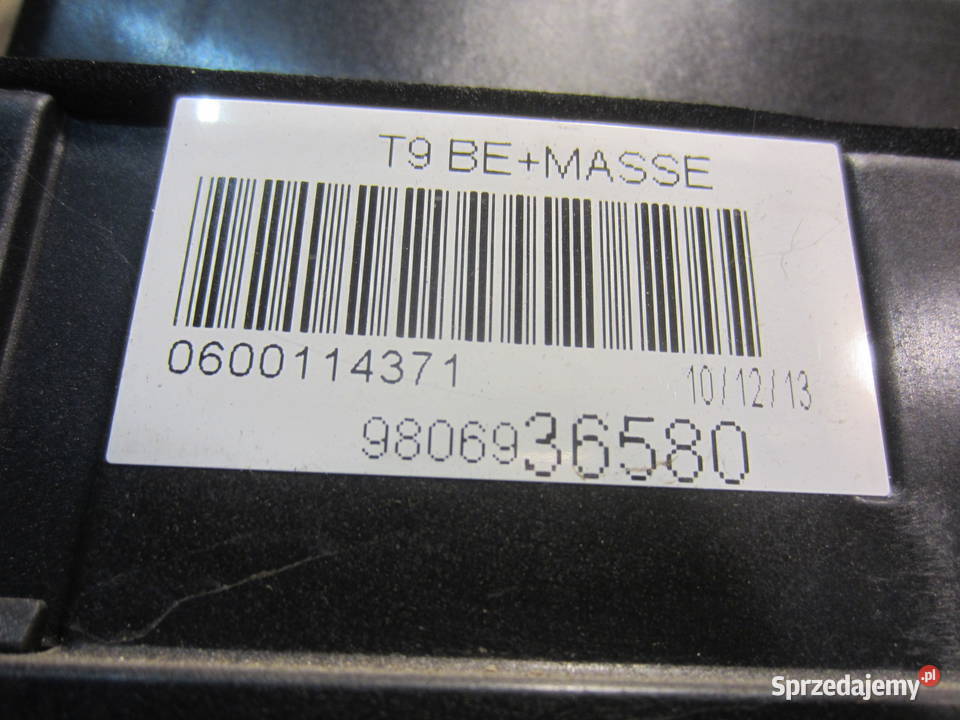 T9 BE+MASSE
0600114371
10/12/13
9806936580
Sprzedajemy.pl